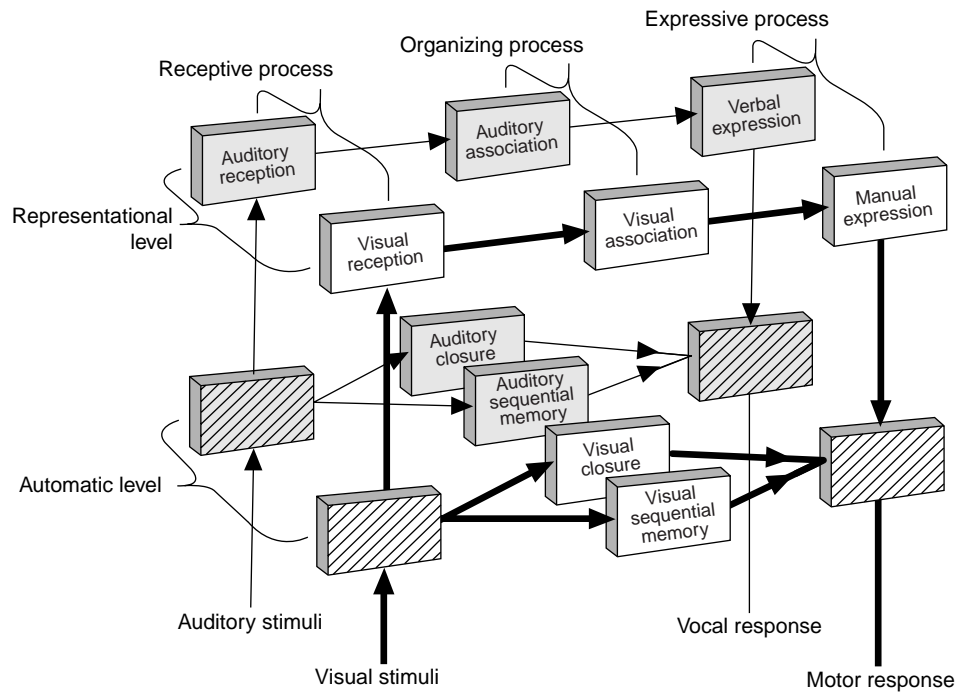 Expressive process
Organizing process
Receptive process
Verbal
expression
Auditory
association
Auditory
reception
Manual
expression
Visual
association
Representational
level
Visual
reception
Auditory
closure
Auditory
sequential
memory
Visual
closure
Automatic level
Visual
sequential
memory
Auditory stimuli
Vocal response
Visual stimuli
Motor response